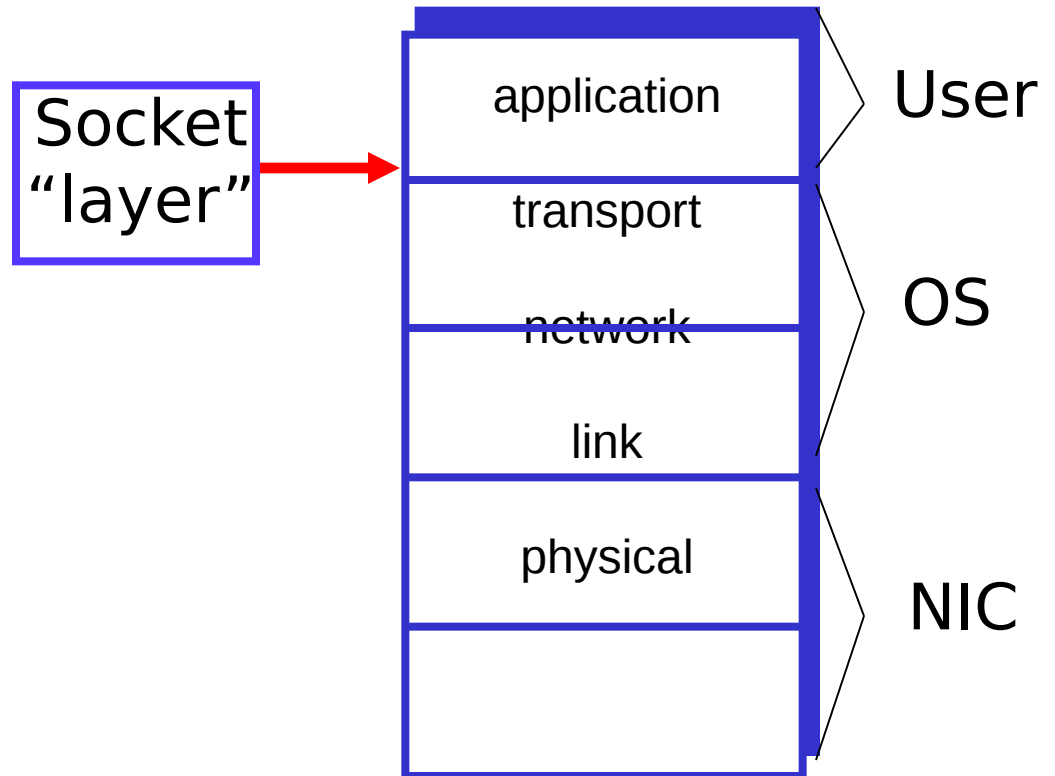 Socket
“layer”
application
transport
network
link
physical
User
OS
NIC